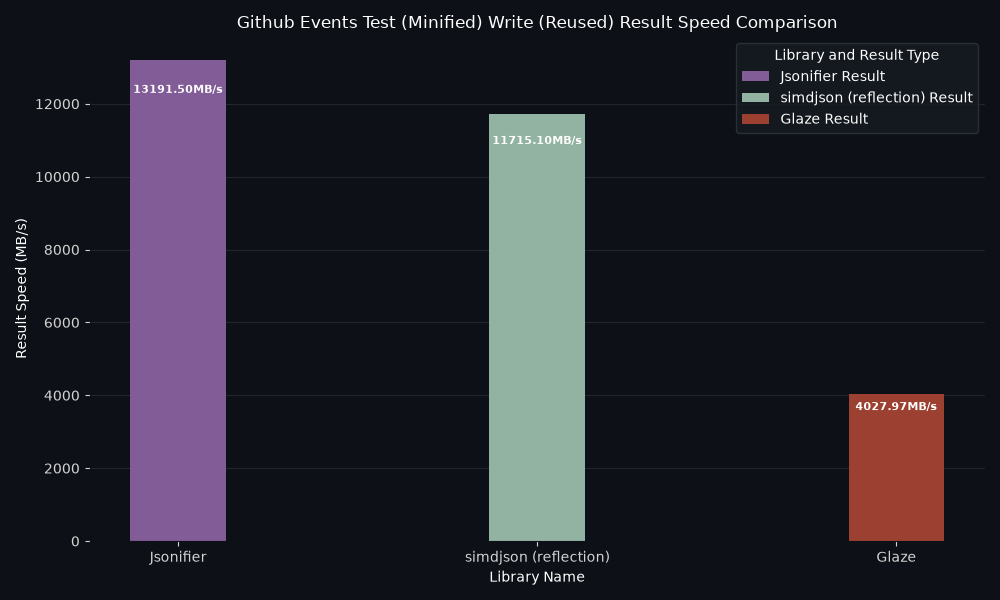 Github Events Test (Minified) Write (Reused) Result Speed Comparison
Library and Result Type
Jsonifier Result
simdjson (reflection) Result
Glaze Result
Result Speed (MB/s)
12000
10000
8000
6000
4000
2000
0
13191.50MB/s
11715.10MB/s
4027.97MB/s
Jsonifier
simdjson (reflection)
Glaze
Library Name